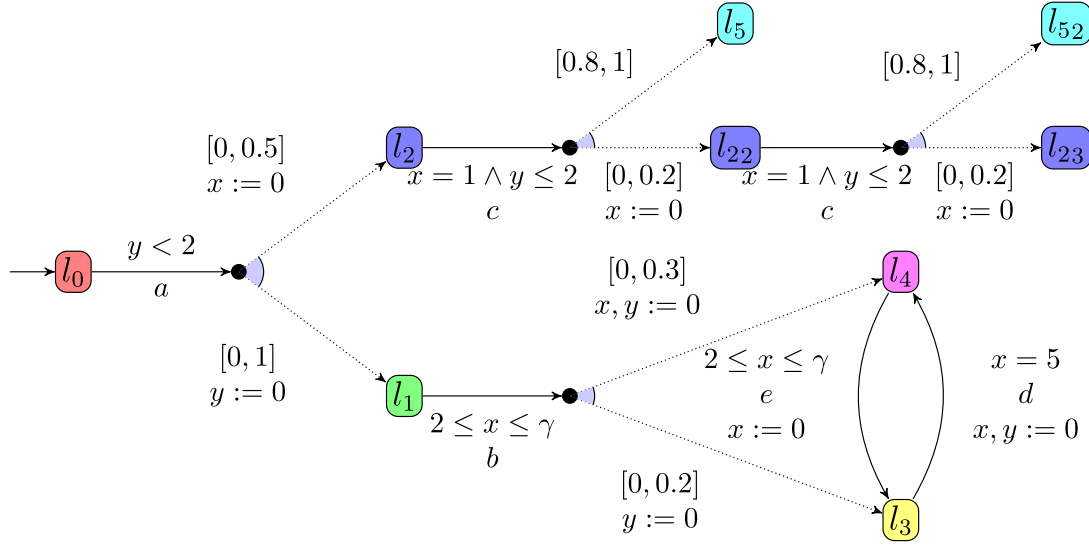 l₅
l₅₂
[0.8, 1]
[0.8, 1]
[0, 0.5]
x := 0
l₂
l₂₂
l₂₃
x = 1 ∧ y ≤ 2
c
[0, 0.2]
x := 0
x = 1 ∧ y ≤ 2
c
[0, 0.2]
x := 0
l₀
y < 2
a
[0, 1]
y := 0
l₁
2 ≤ x ≤ γ
b
[0, 0.3]
x, y := 0
l₄
2 ≤ x ≤ γ
e
x := 0
x = 5
d
x, y := 0
[0, 0.2]
y := 0
l₃